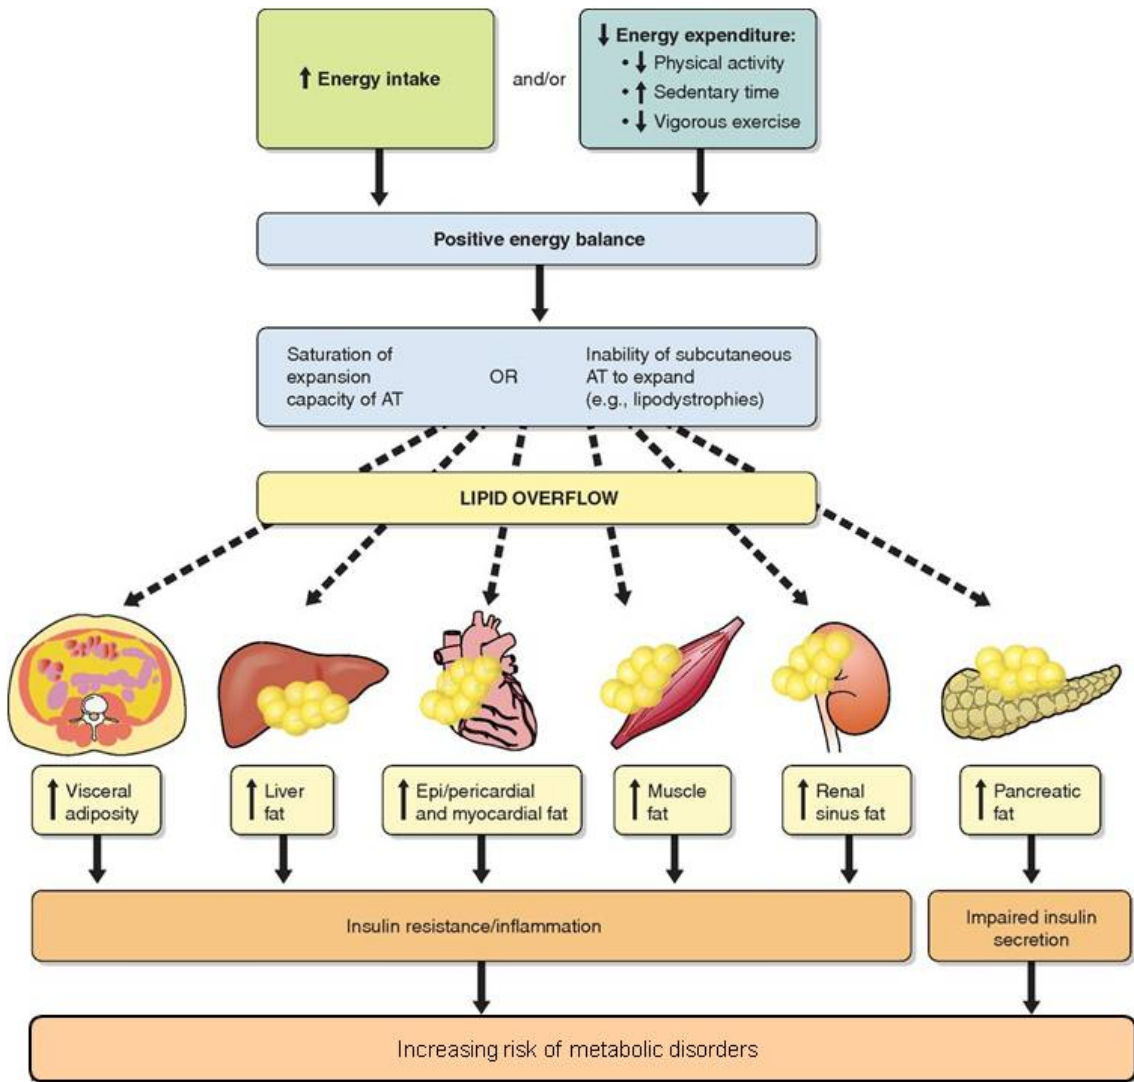 ↑ Energy intake
and/or
↓ Energy expenditure:
• ↓ Physical activity
• ↑ Sedentary time
• ↓ Vigorous exercise
Positive energy balance
Saturation of
expansion
capacity of AT
OR
Inability of subcutaneous
AT to expand
(e.g., lipodystrophies)
LIPID OVERFLOW
↑ Visceral
adiposity
↑ Liver
fat
↑ Epi/pericardial
and myocardial fat
↑ Muscle
fat
↑ Renal
sinus fat
↑ Pancreatic
fat
Insulin resistance/inflammation
Impaired insulin
secretion
Increasing risk of metabolic disorders